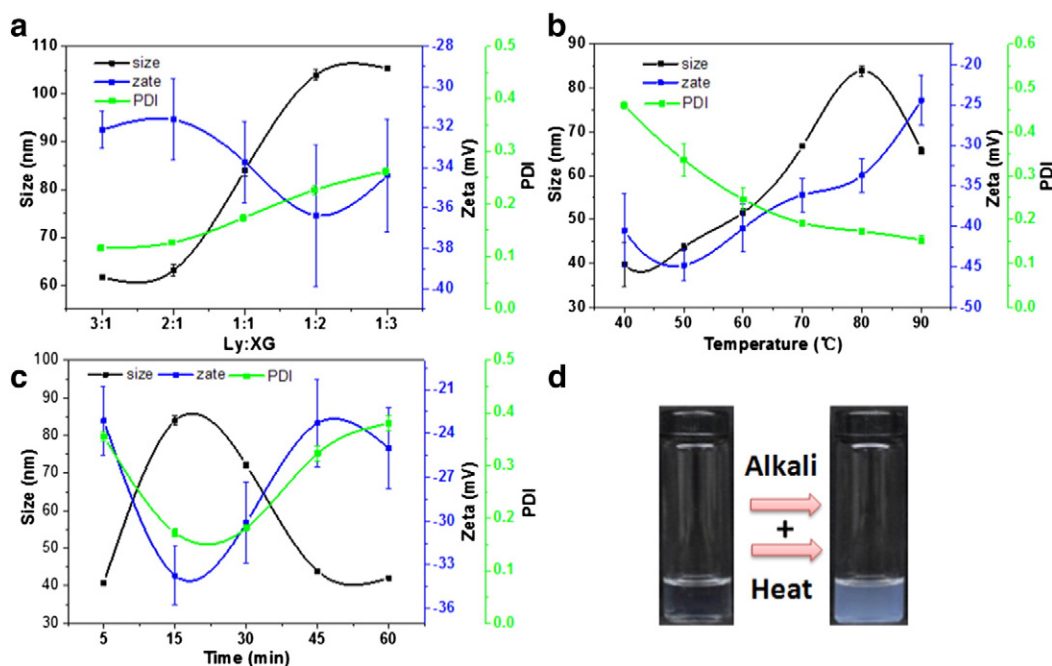 a
110
100
90
80
70
60
Size (nm)
size
zate
PDI
-28
-30
-32
-34
-36
-38
-40
Zeta (mV)
0.5
0.4
0.3
0.2
0.1
0.0
PDI
3:1 2:1 1:1 1:2 1:3
Ly:XG
b
90
80
70
60
50
40
30
Size (nm)
size
zate
PDI
-20
-25
-30
-35
-40
-45
-50
Zeta (mV)
0.6
0.5
0.4
0.3
0.2
0.1
0.0
PDI
40 50 60 70 80 90
Temperature (℃)
c
100
90
80
70
60
50
40
30
Size (nm)
size zate PDI
-21
-24
-27
-30
-33
-36
Zeta (mV)
0.5
0.4
0.3
0.2
0.1
0.0
PDI
5 15 30 45 60
Time (min)
d
Alkali
+
Heat